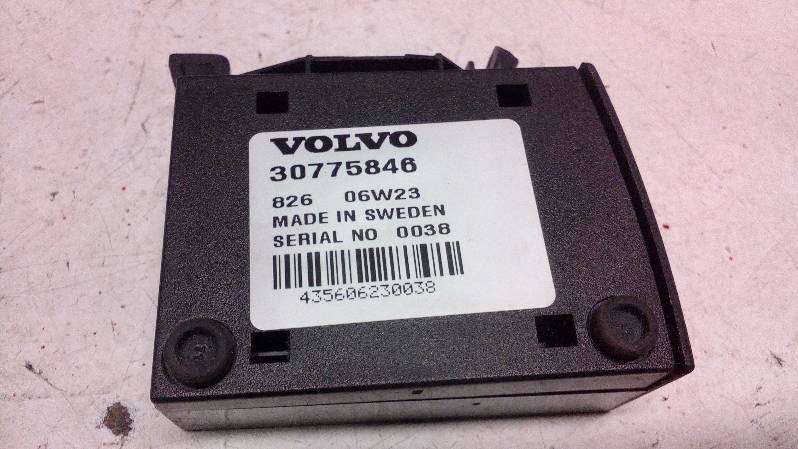 VOLVO
30775846
826 06W23
MADE IN SWEDEN
SERIAL NO 0038
435606230038